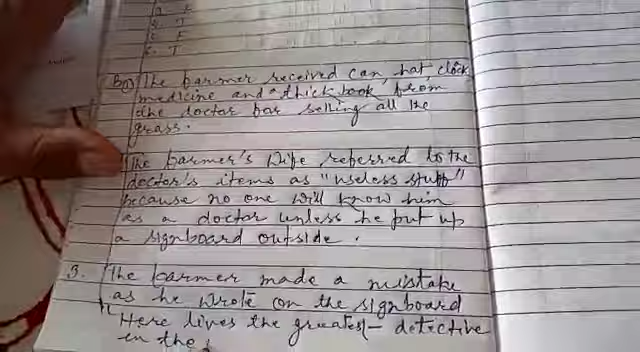 F
T
F
T
B1) The farmer received can, hat, clock
medicine and a thick book, from
the doctor for selling all the
grass.
The farmer's wife referred to the
doctor's items as "useless stuff"
because no one will know him
as a doctor unless he put up
a signboard outside.
3. The farmer made a mistake
as he wrote on the signboard
"Here lives the greatest detective
in the